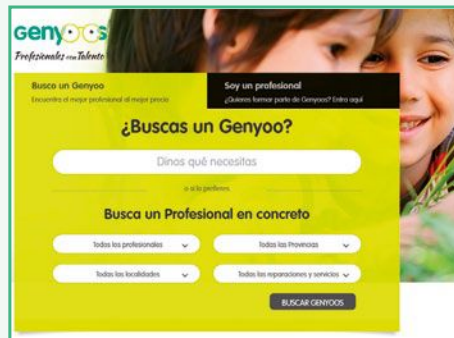 Genyoos
Profesionales con Talento
Busco un Genyoo
Encuentra el mejor profesional al mejor precio
Soy un profesional
¿Quieres formar parte de Genyoos? Entra aquí
¿Buscas un Genyoo?
Dinos qué necesitas
o si lo prefieres
Busca un Profesional en concreto
Todos los profesionales
Todas las Provincias
Todas las localidades
Todas las reparaciones y servicios
BUSCAR GENYOOS